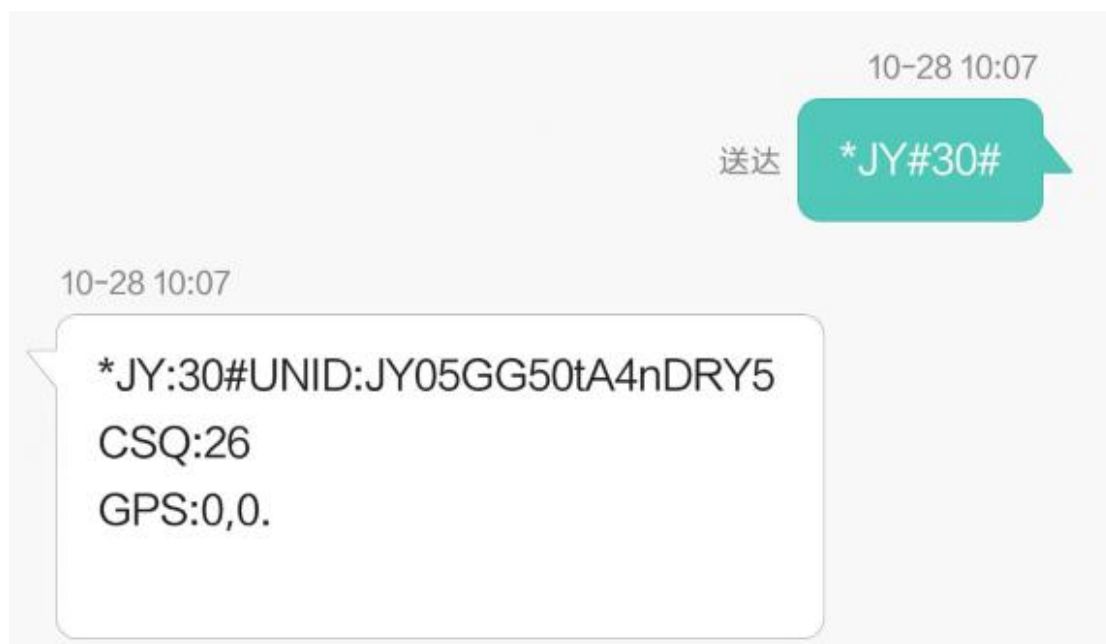 10-28 10:07
送达
*JY#30#
10-28 10:07
*JY:30#UNID:JY05GG50tA4nDRY5
CSQ:26
GPS:0,0.